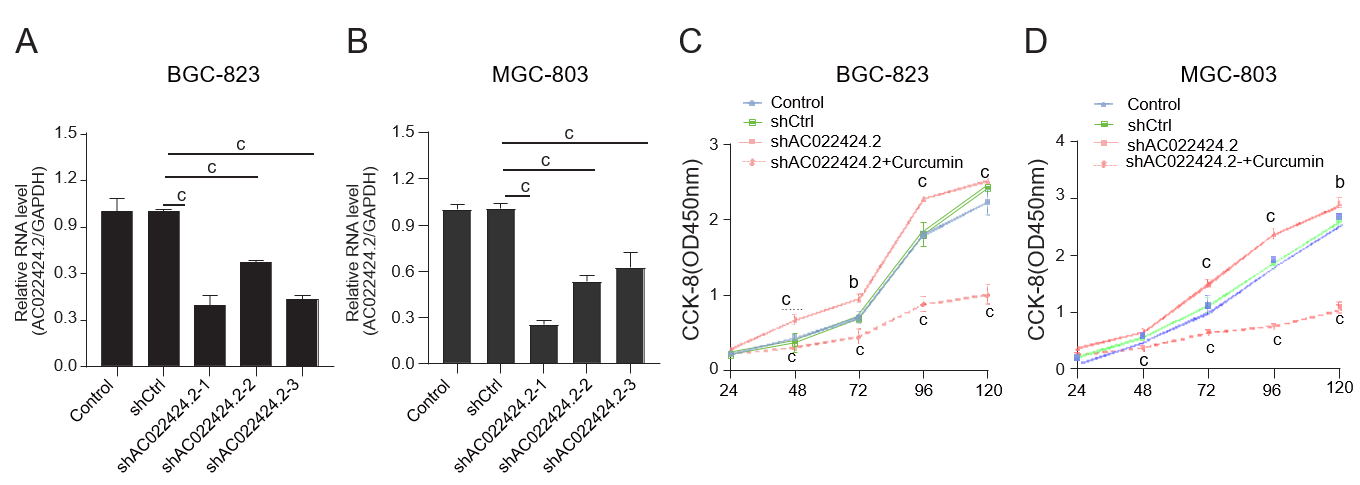 A
BGC-823
Relative RNA level
(AC022424.2/GAPDH)
1.5
1.2
0.9
0.3
0.3
0.0
c
c
c
Control
shCtrl
shAC022424.2-1
shAC022424.2-2
shAC022424.2-3
B
MGC-803
Relative RNA level
(AC022424.2/GAPDH)
1.5
1.2
0.9
0.6
0.3
0.0
c
c
c
Control
shCtrl
shAC022424.2-1
shAC022424.2-2
shAC022424.2-3
C
BGC-823
Control
shCtrl
shAC022424.2
shAC022424.2+Curcumin
CCK-8(OD450nm)
3
2
1
0
c
b
c
c
c
c
c
c
24
48
72
96
120
D
MGC-803
Control
shCtrl
shAC022424.2
shAC022424.2-+Curcumin
CCK-8(OD450nm)
4
3
2
1
0
c
c
b
c
c
c
c
24
48
72
96
120